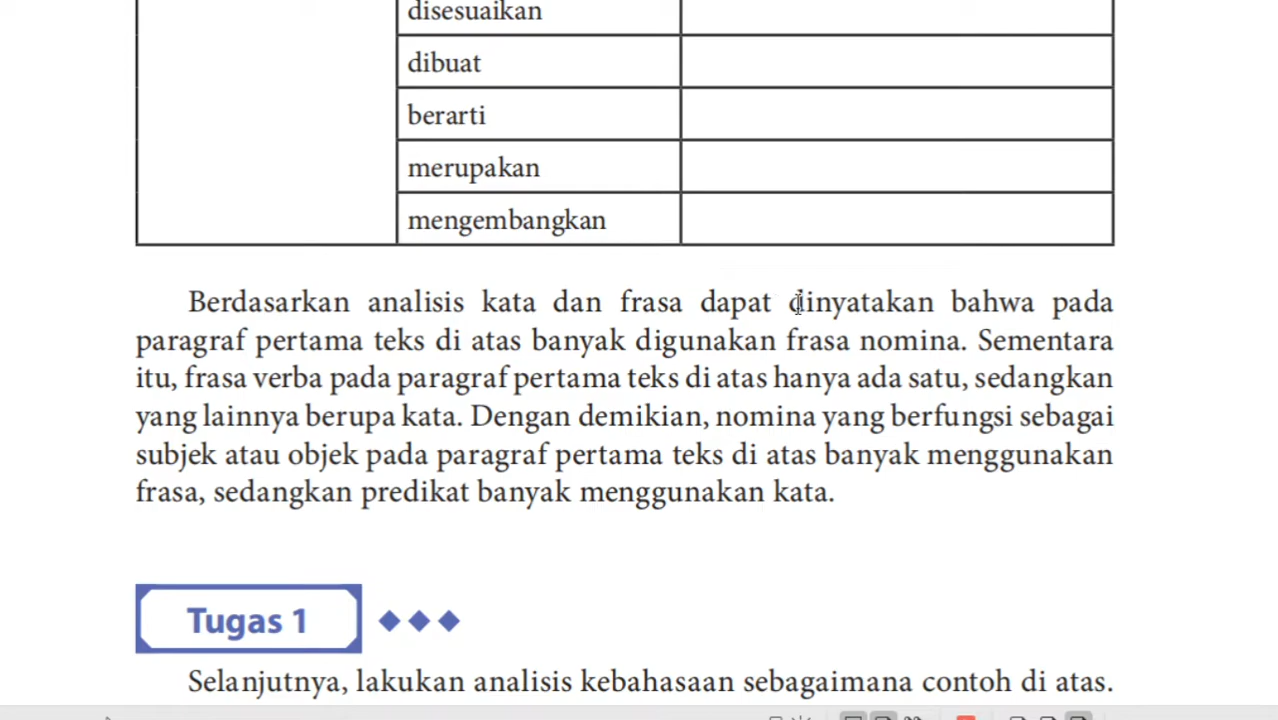 disesuaikan
dibuat
berarti
merupakan
mengembangkan
Berdasarkan analisis kata dan frasa dapat dinyatakan bahwa pada
paragraf pertama teks di atas banyak digunakan frasa nomina. Sementara
itu, frasa verba pada paragraf pertama teks di atas hanya ada satu, sedangkan
yang lainnya berupa kata. Dengan demikian, nomina yang berfungsi sebagai
subjek atau objek pada paragraf pertama teks di atas banyak menggunakan
frasa, sedangkan predikat banyak menggunakan kata.
Tugas 1
Selanjutnya, lakukan analisis kebahasaan sebagaimana contoh di atas.